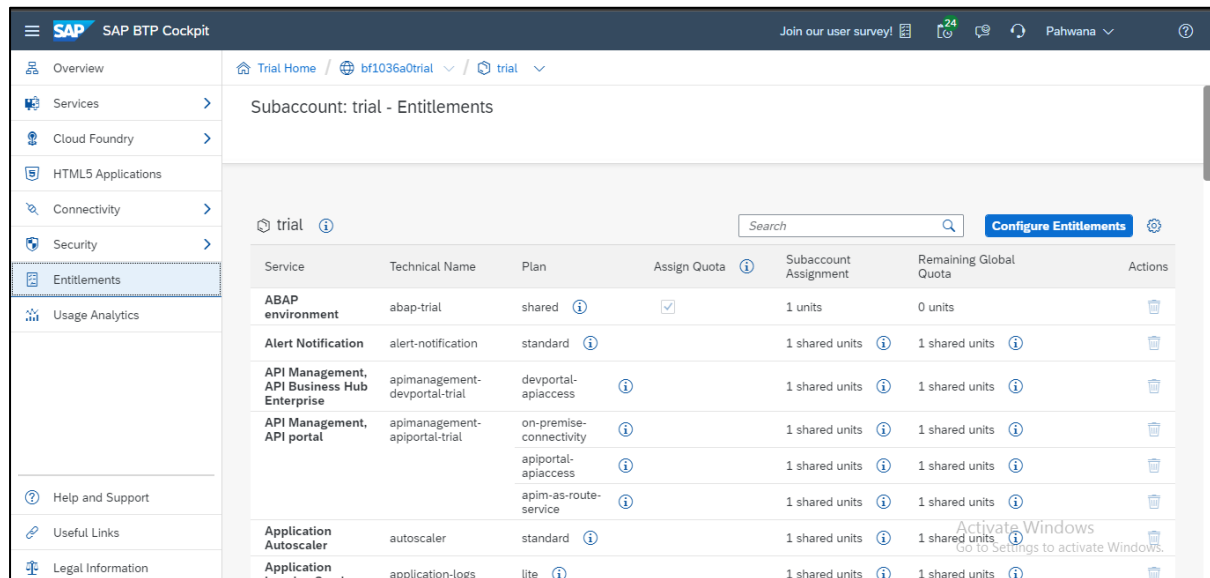 SAP SAP BTP Cockpit Join our user survey! 24 Pahwana
Overview
Services
Cloud Foundry
HTML5 Applications
Connectivity
Security
Entitlements
Usage Analytics
Help and Support
Useful Links
Legal Information
Trial Home / bf1036a0trial / trial
Subaccount: trial - Entitlements
trial Search Configure Entitlements
Service Technical Name Plan Assign Quota Subaccount Assignment Remaining Global Quota Actions
ABAP environment abap-trial shared 1 units 0 units
Alert Notification alert-notification standard 1 shared units 1 shared units
API Management, API Business Hub Enterprise apimanagement-devportal-trial devportal-apiaccess 1 shared units 1 shared units
API Management, API portal apimanagement-apiportal-trial on-premise-connectivity 1 shared units 1 shared units
apiportal-apiaccess 1 shared units 1 shared units
apim-as-route-service 1 shared units 1 shared units
Application Autoscaler autoscaler standard 1 shared units 1 shared units
Application application-logs lite 1 shared units 1 shared units
Activate Windows
Go to Settings to activate Windows.